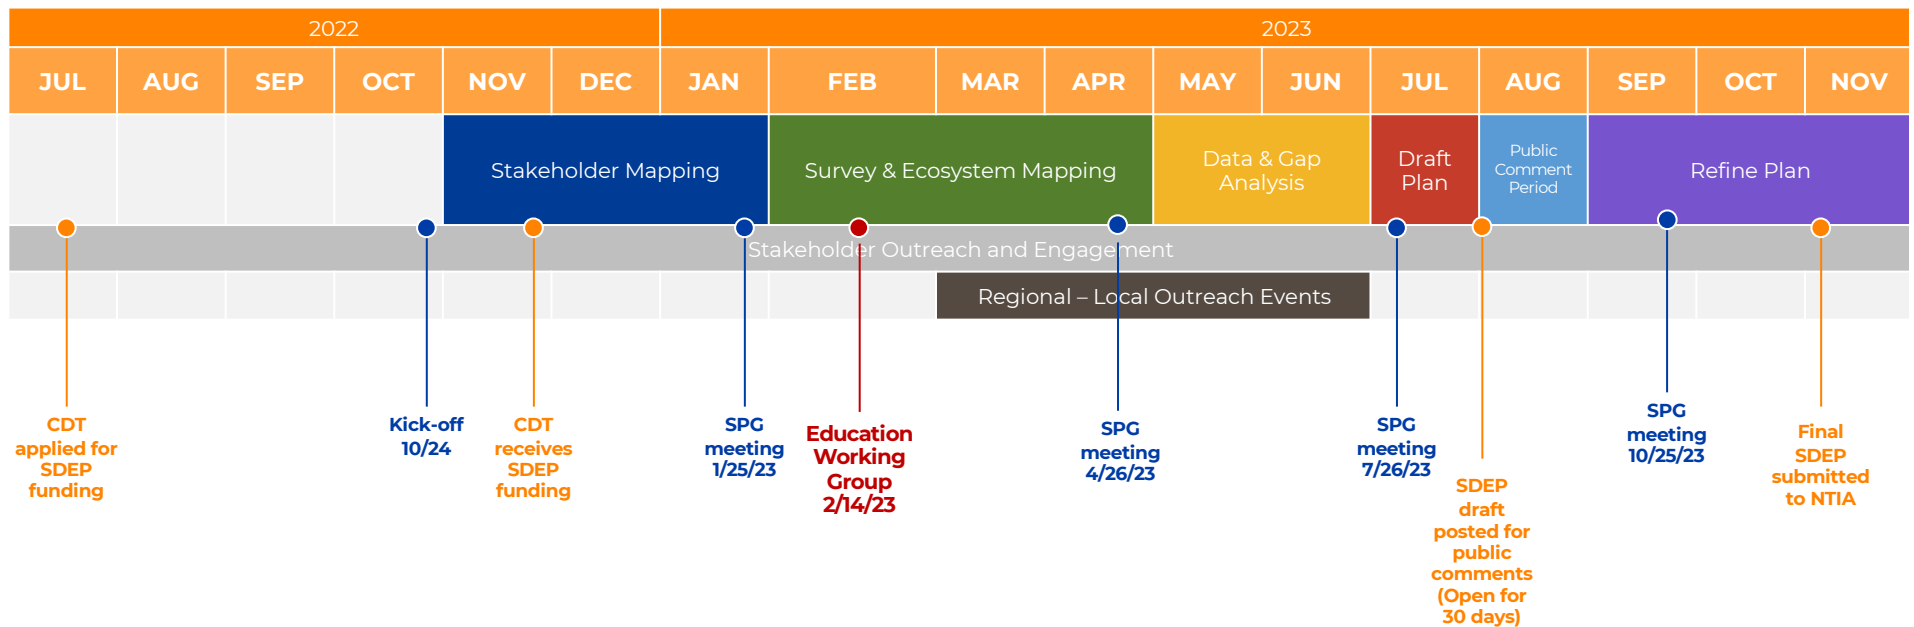 2022
2023
JUL
AUG
SEP
OCT
NOV
DEC
JAN
FEB
MAR
APR
MAY
JUN
JUL
AUG
SEP
OCT
NOV
Stakeholder Mapping
Survey & Ecosystem Mapping
Data & Gap
Analysis
Draft
Plan
Public
Comment
Period
Refine Plan
Stakeholder Outreach and Engagement
Regional – Local Outreach Events
CDT
applied for
SDEP
funding
Kick-off
10/24
CDT
receives
SDEP
funding
SPG
meeting
1/25/23
Education
Working
Group
2/14/23
SPG
meeting
4/26/23
SPG
meeting
7/26/23
SDEP
draft
posted for
public
comments
(Open for
30 days)
SPG
meeting
10/25/23
Final
SDEP
submitted
to NTIA